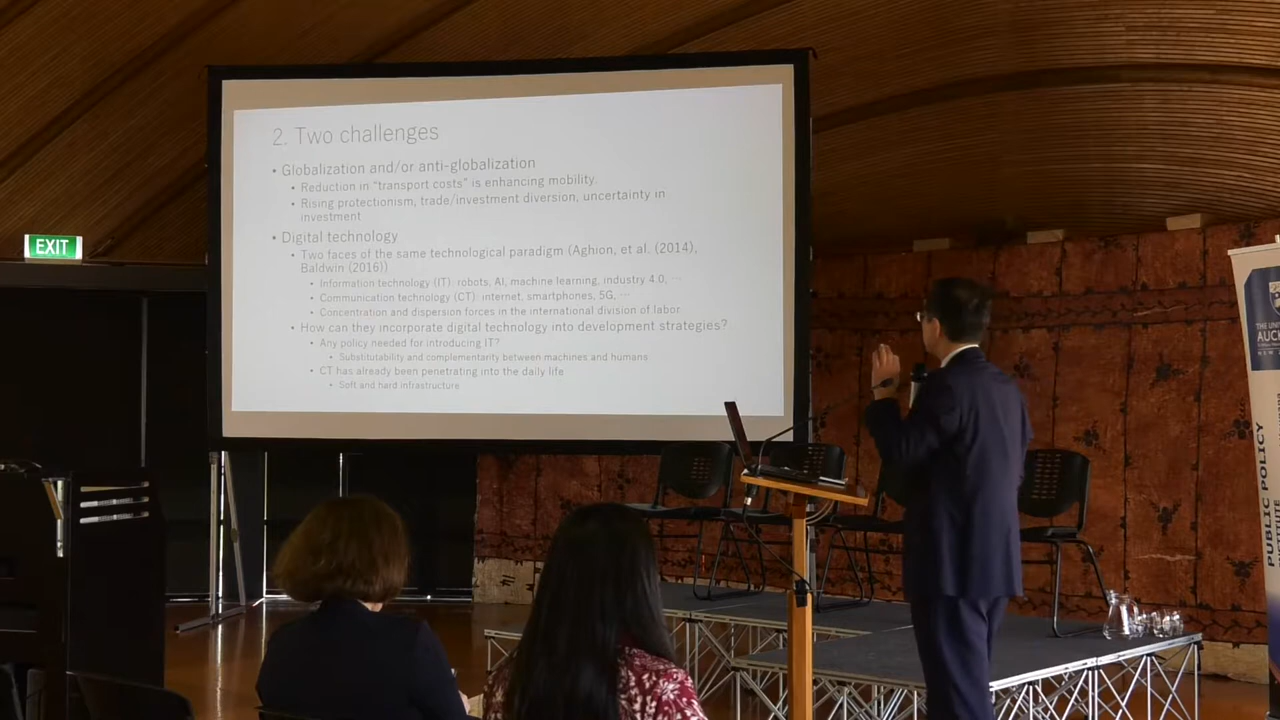 EXIT
2. Two challenges
• Globalization and/or anti-globalization
• Reduction in "transport costs" is enhancing mobility.
• Rising protectionism, trade/investment diversion, uncertainty in
investment
• Digital technology
• Two faces of the same technological paradigm (Aghion, et al. (2014),
Baldwin (2016))
• Information technology (IT): robots, AI, machine learning, industry 4.0, …
• Communication technology (CT): internet, smartphones, 5G, …
• Concentration and dispersion forces in the international division of labor
• How can they incorporate digital technology into development strategies?
• Any policy needed for introducing IT?
• Substitutability and complementarity between machines and humans
• CT has already been penetrating into the daily life
• Soft and hard infrastructure
THE UNI
AUCK
PUBLIC POLICY